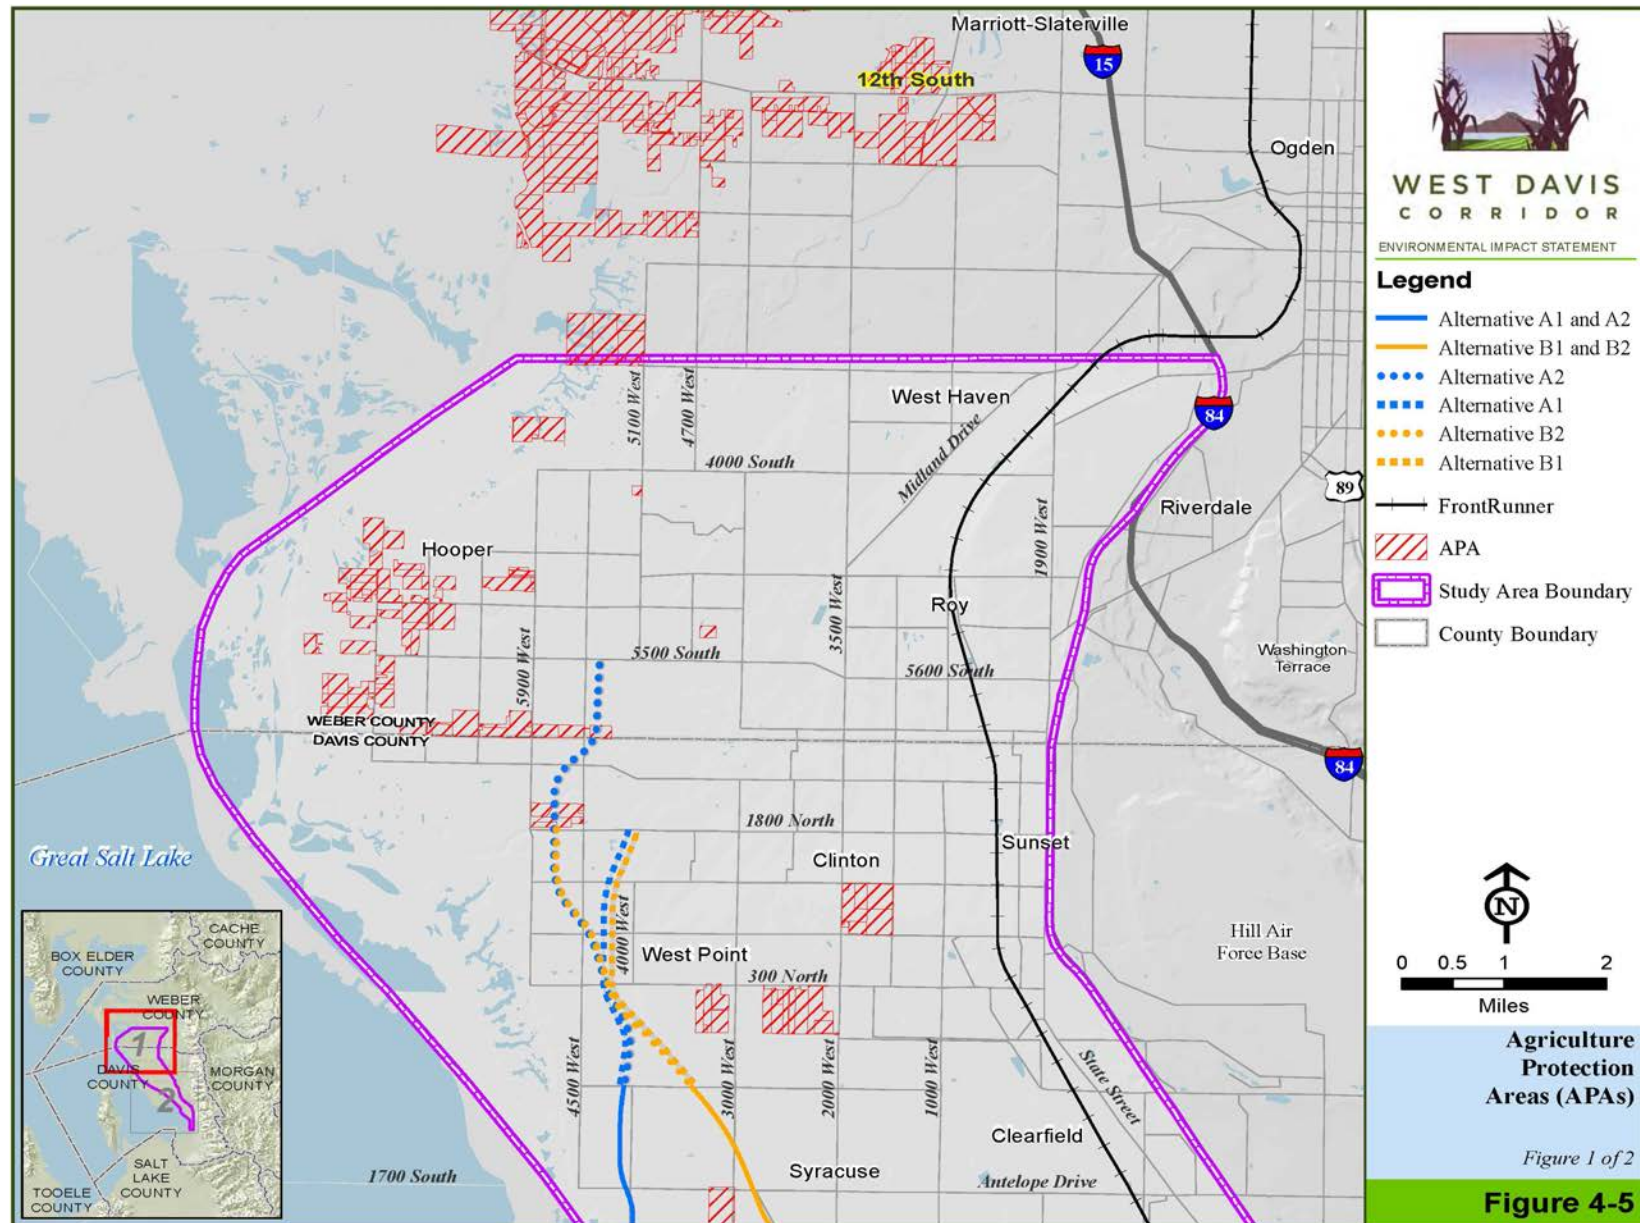 Marriott-Slaterville
15
12th South
Ogden
West Haven
84
5100 West
4700 West
Midland Drive
4000 South
89
Riverdale
1900 West
Hooper
3500 West
Roy
5900 West
5500 South
5600 South
Washington
Terrace
WEBER COUNTY
DAVIS COUNTY
84
1800 North
Sunset
Great Salt Lake
Clinton
4000 West
West Point
Hill Air
Force Base
300 North
4500 West
3000 West
2000 West
1000 West
State Street
Clearfield
Syracuse
1700 South
Antelope Drive
CACHE
COUNTY
BOX ELDER
COUNTY
WEBER
COUNTY
1
DAVIS
COUNTY
MORGAN
COUNTY
2
SALT
LAKE
COUNTY
TOOELE
COUNTY
WEST DAVIS
CORRIDOR
ENVIRONMENTAL IMPACT STATEMENT
Legend
Alternative A1 and A2
Alternative B1 and B2
Alternative A2
Alternative A1
Alternative B2
Alternative B1
FrontRunner
APA
Study Area Boundary
County Boundary
N
0 0.5 1 2
Miles
Agriculture
Protection
Areas (APAs)
Figure 1 of 2
Figure 4-5